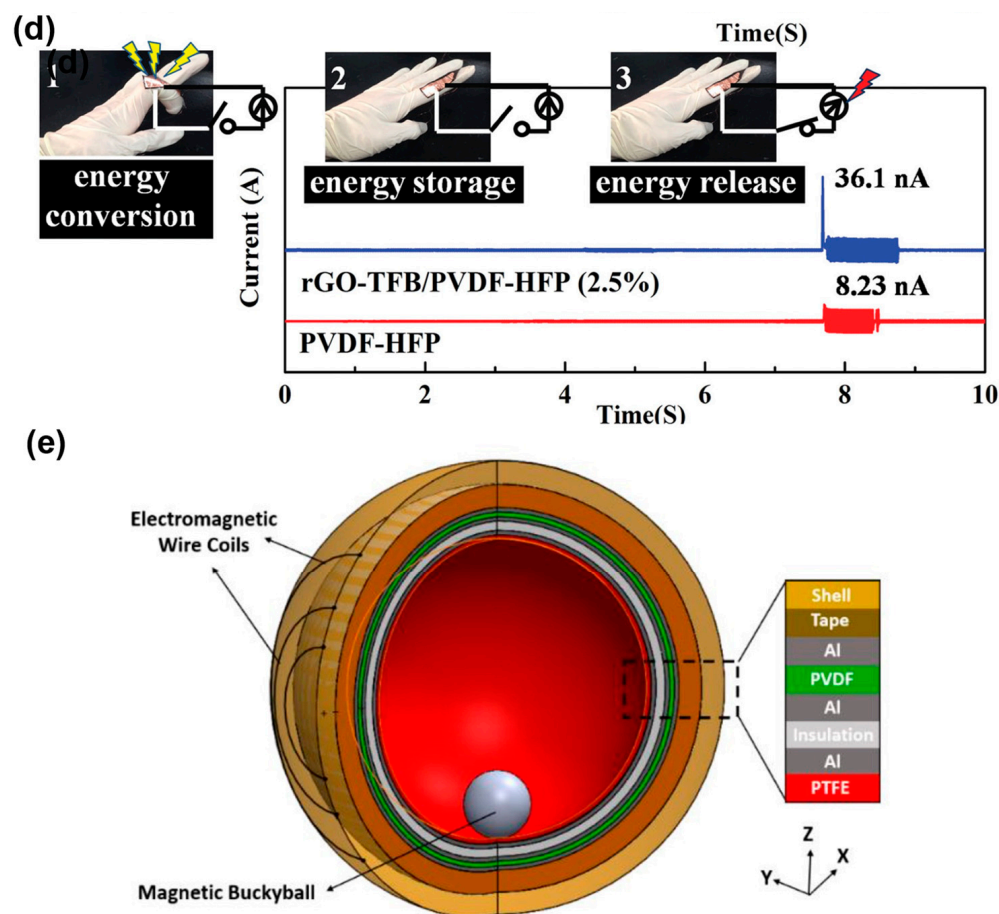 (d)
Time(S)
(d)
1
2
3
energy
conversion
energy storage
energy release
36.1 nA
Current (A)
rGO-TFB/PVDF-HFP (2.5%)
8.23 nA
PVDF-HFP
0
2
4
6
8
10
Time(S)
(e)
Electromagnetic
Wire Coils
Shell
Tape
Al
PVDF
Al
Insulation
Al
PTFE
Magnetic Buckyball
Z
X
Y